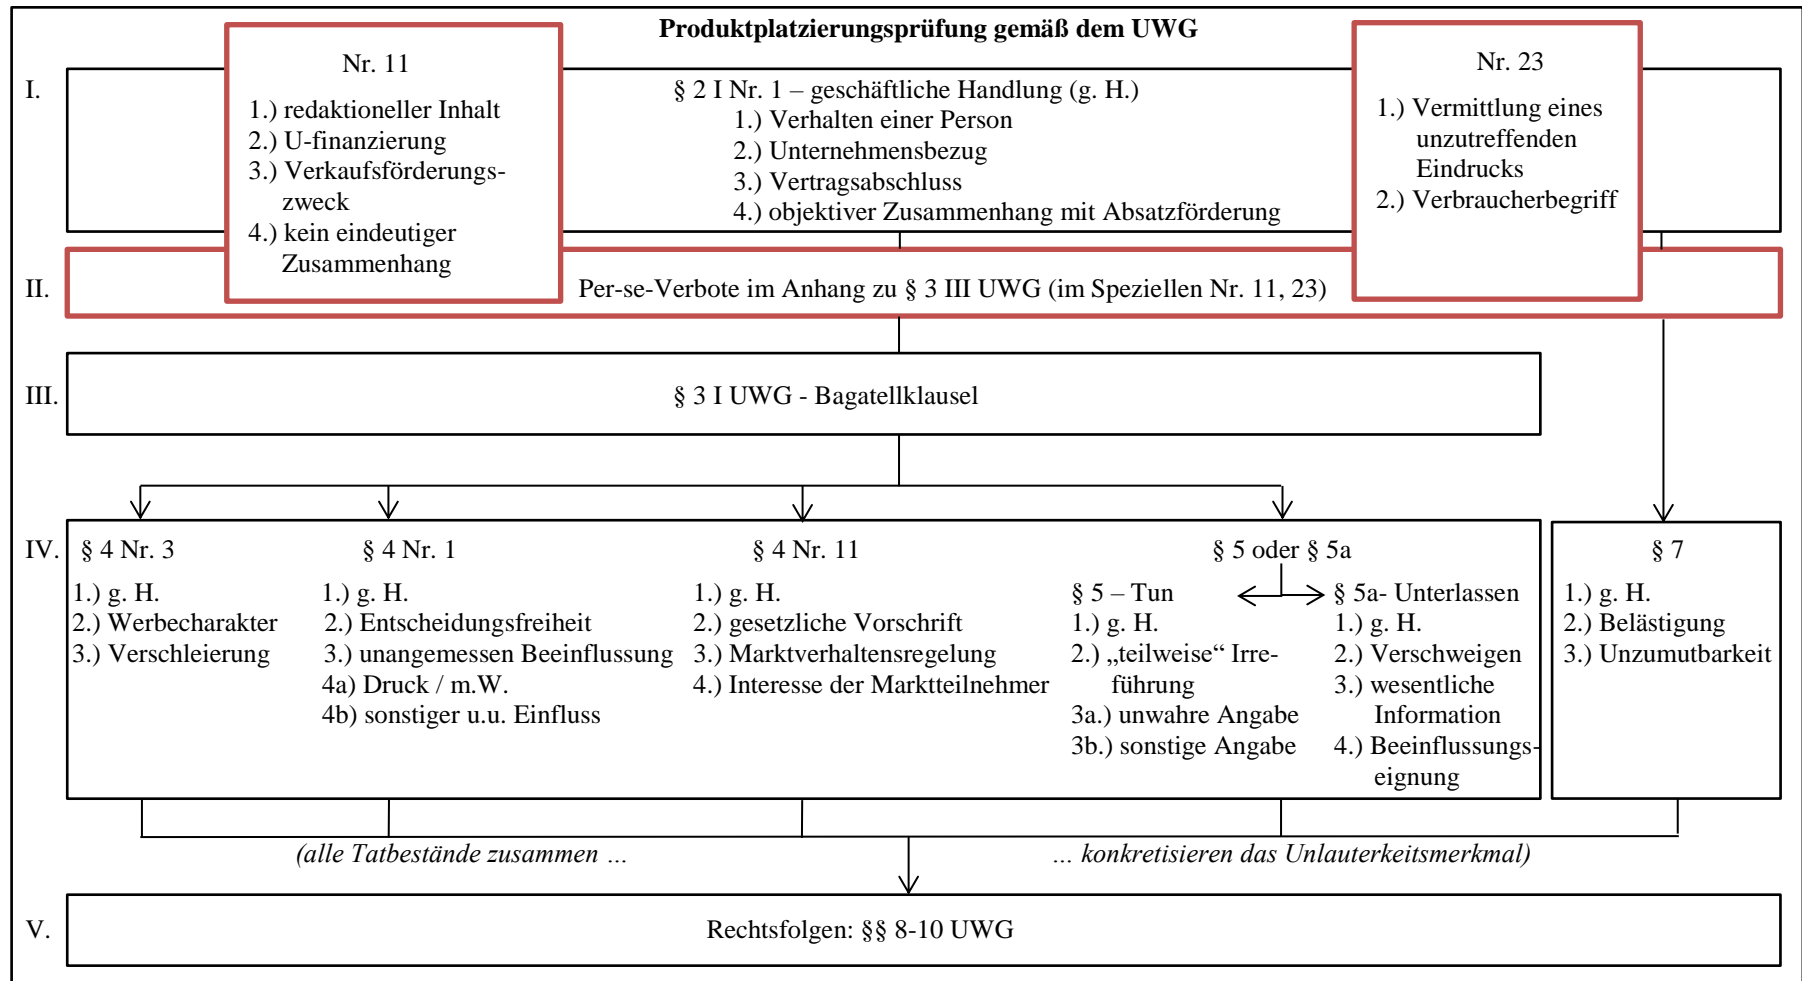 Produktplatzierungsprüfung gemäß dem UWG
I.
Nr. 11
1.) redaktioneller Inhalt
2.) U-finanzierung
3.) Verkaufsförderungs-
zweck
4.) kein eindeutiger
Zusammenhang
§ 2 I Nr. 1 – geschäftliche Handlung (g. H.)
1.) Verhalten einer Person
2.) Unternehmensbezug
3.) Vertragsabschluss
4.) objektiver Zusammenhang mit Absatzförderung
Nr. 23
1.) Vermittlung eines
unzutreffenden
Eindrucks
2.) Verbraucherbegriff
II.
Per-se-Verbote im Anhang zu § 3 III UWG (im Speziellen Nr. 11, 23)
III.
§ 3 I UWG - Bagatellklausel
IV.
§ 4 Nr. 3
1.) g. H.
2.) Werbecharakter
3.) Verschleierung
§ 4 Nr. 1
1.) g. H.
2.) Entscheidungsfreiheit
3.) unangemessen Beeinflussung
4a) Druck / m.W.
4b) sonstiger u.u. Einfluss
§ 4 Nr. 11
1.) g. H.
2.) gesetzliche Vorschrift
3.) Marktverhaltensregelung
4.) Interesse der Marktteilnehmer
§ 5 oder § 5a
§ 5 – Tun
1.) g. H.
2.) „teilweise“ Irre-
führung
3a.) unwahre Angabe
3b.) sonstige Angabe
§ 5a- Unterlassen
1.) g. H.
2.) Verschweigen
3.) wesentliche
Information
4.) Beeinflussungs-
eignung
§ 7
1.) g. H.
2.) Belästigung
3.) Unzumutbarkeit
(alle Tatbestände zusammen …
… konkretisieren das Unlauterkeitsmerkmal)
V.
Rechtsfolgen: §§ 8-10 UWG